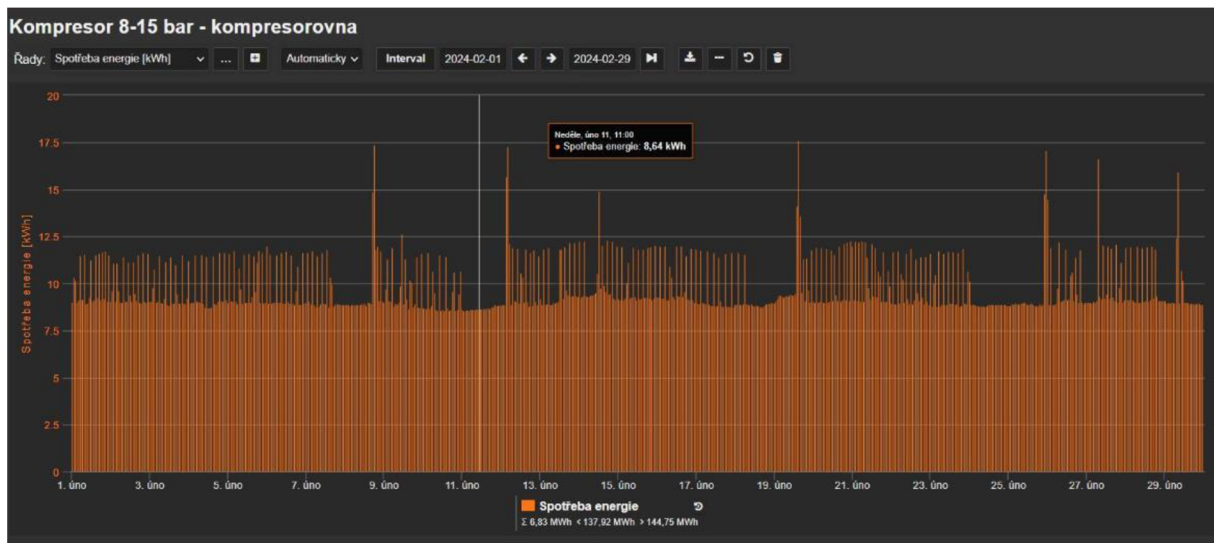 Kompresor 8-15 bar - kompresorovna
Řady: Spotřeba energie [kWh] ... Automaticky Interval 2024-02-01 2024-02-29
20
17.5
15
12.5
10
7.5
5
2.5
0
Spotřeba energie [kWh]
Neděle, úno 11, 11:00
Spotřeba energie: 8,64 kWh
1. úno 3. úno 5. úno 7. úno 9. úno 11. úno 13. úno 15. úno 17. úno 19. úno 21. úno 23. úno 25. úno 27. úno 29. úno
Spotřeba energie
Σ 6,83 MWh < 137,92 MWh > 144,75 MWh